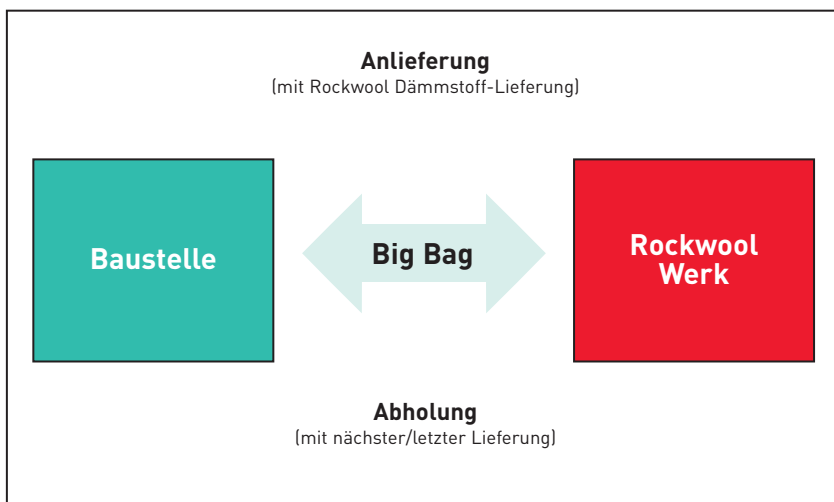 Anlieferung
(mit Rockwool Dämmstoff-Lieferung)
Baustelle
Big Bag
Rockwool
Werk
Abholung
(mit nächster/letzter Lieferung)